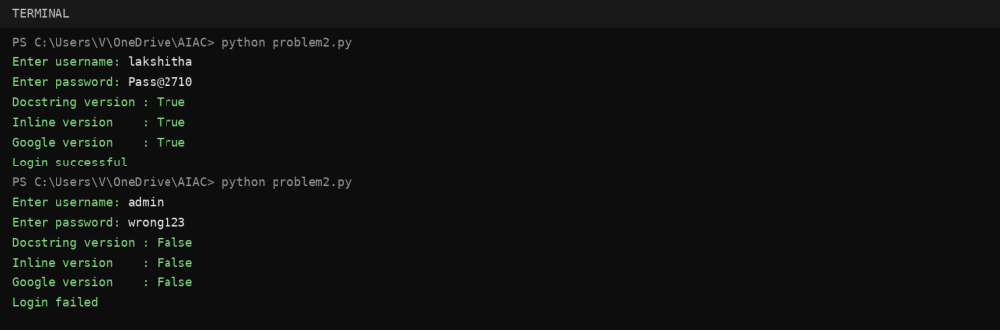 TERMINAL
PS C:\Users\V\OneDrive\AIAC> python problem2.py
Enter username: lakshitha
Enter password: Pass@2710
Docstring version : True
Inline version    : True
Google version    : True
Login successful
PS C:\Users\V\OneDrive\AIAC> python problem2.py
Enter username: admin
Enter password: wrong123
Docstring version : False
Inline version    : False
Google version    : False
Login failed